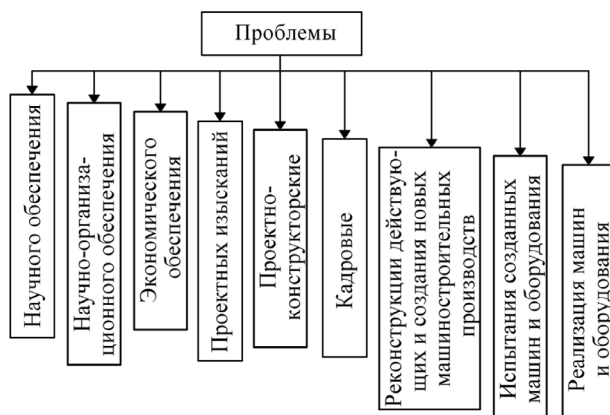 Проблемы
Научного обеспечения
Научно-организа-
ционного обеспечения
Экономического
обеспечения
Проектных изысканий
Проектно-
конструкторские
Кадровые
Реконструкции действую-
щих и создания новых
машиностроительных
производств
Испытания созданных
машин и оборудования
Реализация машин
и оборудования